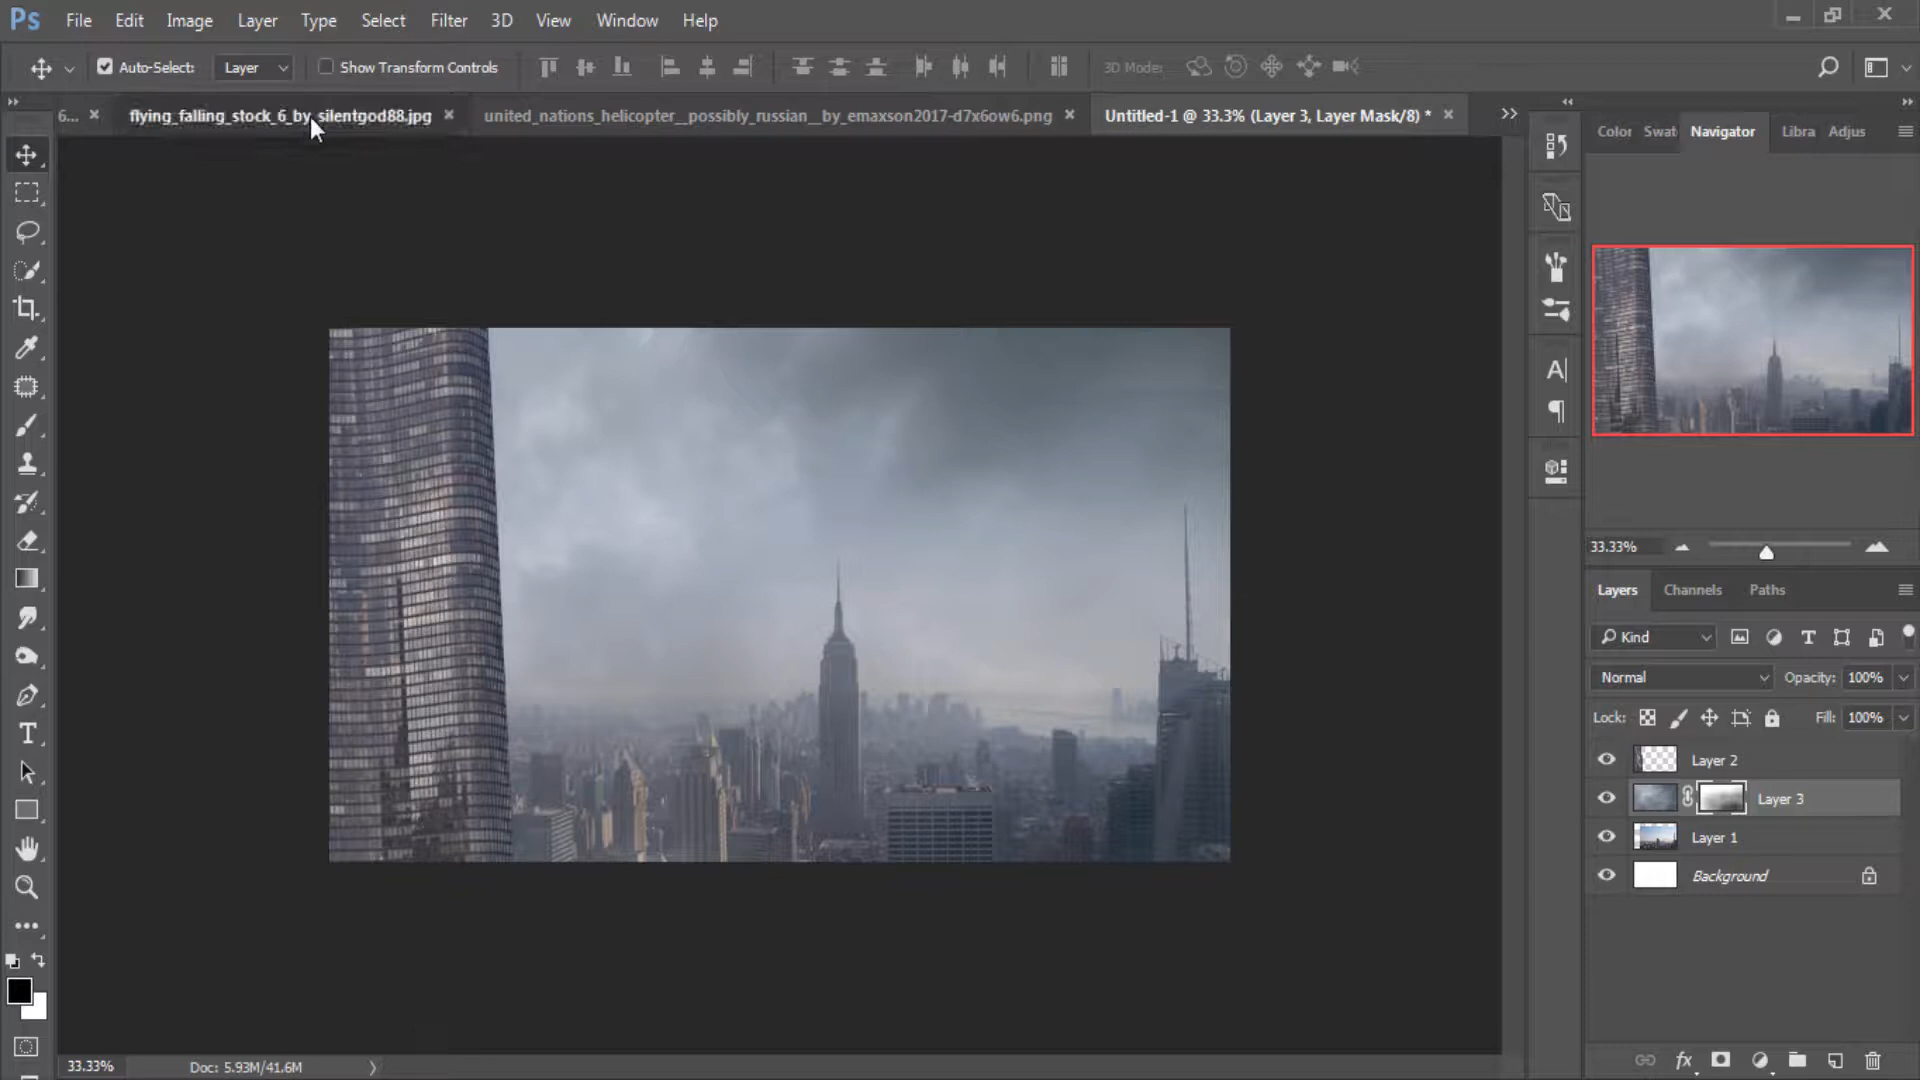 Ps File Edit Image Layer Type Select Filter 3D View Window Help
Auto-Select: Layer Show Transform Controls 3D Mode:
6... × flying_falling_stock_6_by_silentgod88.jpg × united_nations_helicopter__possibly_russian__by_emaxson2017-d7x6ow6.png × Untitled-1 @ 33.3% (Layer 3, Layer Mask/8) * ×
Color Swat Navigator Libra Adjus
33.33%
Layers Channels Paths
Kind
Normal Opacity: 100%
Lock: Fill: 100%
Layer 2
Layer 3
Layer 1
Background
33.33% Doc: 5.93M/41.6M